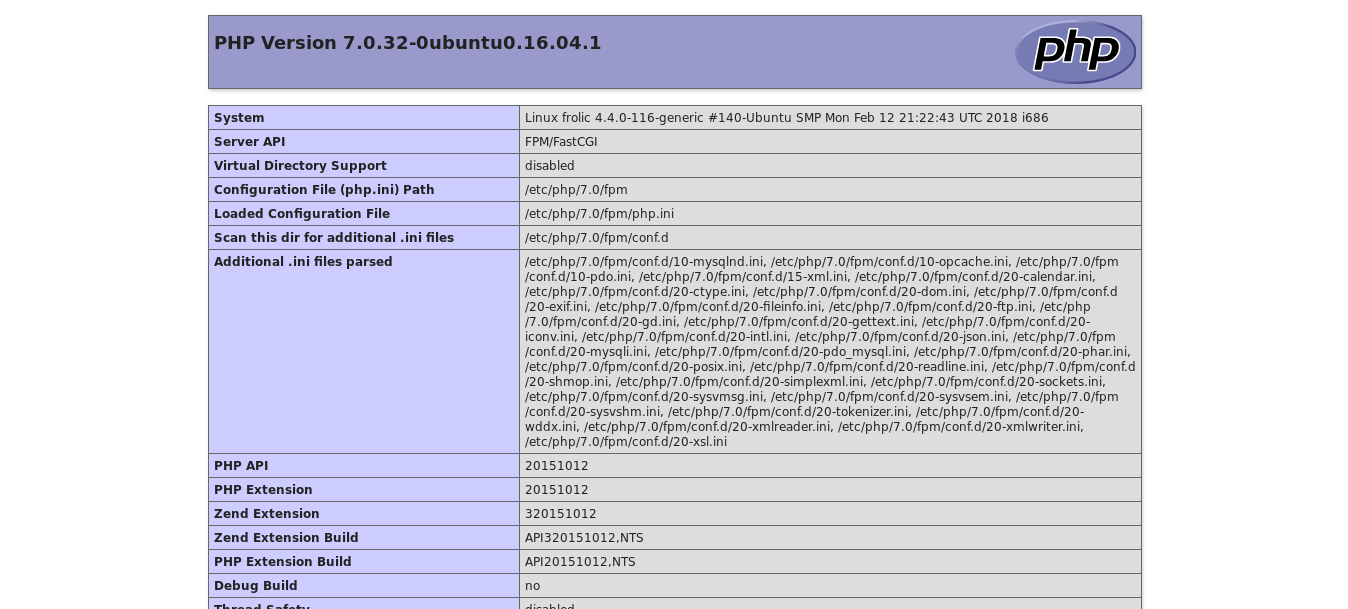 PHP Version 7.0.32-0ubuntu0.16.04.1
php
System Linux frolic 4.4.0-116-generic #140-Ubuntu SMP Mon Feb 12 21:22:43 UTC 2018 i686
Server API FPM/FastCGI
Virtual Directory Support disabled
Configuration File (php.ini) Path /etc/php/7.0/fpm
Loaded Configuration File /etc/php/7.0/fpm/php.ini
Scan this dir for additional .ini files /etc/php/7.0/fpm/conf.d
Additional .ini files parsed /etc/php/7.0/fpm/conf.d/10-mysqlnd.ini, /etc/php/7.0/fpm/conf.d/10-opcache.ini, /etc/php/7.0/fpm
/conf.d/10-pdo.ini, /etc/php/7.0/fpm/conf.d/15-xml.ini, /etc/php/7.0/fpm/conf.d/20-calendar.ini,
/etc/php/7.0/fpm/conf.d/20-ctype.ini, /etc/php/7.0/fpm/conf.d/20-dom.ini, /etc/php/7.0/fpm/conf.d
/20-exif.ini, /etc/php/7.0/fpm/conf.d/20-fileinfo.ini, /etc/php/7.0/fpm/conf.d/20-ftp.ini, /etc/php
/7.0/fpm/conf.d/20-gd.ini, /etc/php/7.0/fpm/conf.d/20-gettext.ini, /etc/php/7.0/fpm/conf.d/20-
iconv.ini, /etc/php/7.0/fpm/conf.d/20-intl.ini, /etc/php/7.0/fpm/conf.d/20-json.ini, /etc/php/7.0/fpm
/conf.d/20-mysqli.ini, /etc/php/7.0/fpm/conf.d/20-pdo_mysql.ini, /etc/php/7.0/fpm/conf.d/20-phar.ini,
/etc/php/7.0/fpm/conf.d/20-posix.ini, /etc/php/7.0/fpm/conf.d/20-readline.ini, /etc/php/7.0/fpm/conf.d
/20-shmop.ini, /etc/php/7.0/fpm/conf.d/20-simplexml.ini, /etc/php/7.0/fpm/conf.d/20-sockets.ini,
/etc/php/7.0/fpm/conf.d/20-sysvmsg.ini, /etc/php/7.0/fpm/conf.d/20-sysvsem.ini, /etc/php/7.0/fpm
/conf.d/20-sysvshm.ini, /etc/php/7.0/fpm/conf.d/20-tokenizer.ini, /etc/php/7.0/fpm/conf.d/20-
wddx.ini, /etc/php/7.0/fpm/conf.d/20-xmlreader.ini, /etc/php/7.0/fpm/conf.d/20-xmlwriter.ini,
/etc/php/7.0/fpm/conf.d/20-xsl.ini
PHP API 20151012
PHP Extension 20151012
Zend Extension 320151012
Zend Extension Build API320151012,NTS
PHP Extension Build API20151012,NTS
Debug Build no
Thread Safety disabled